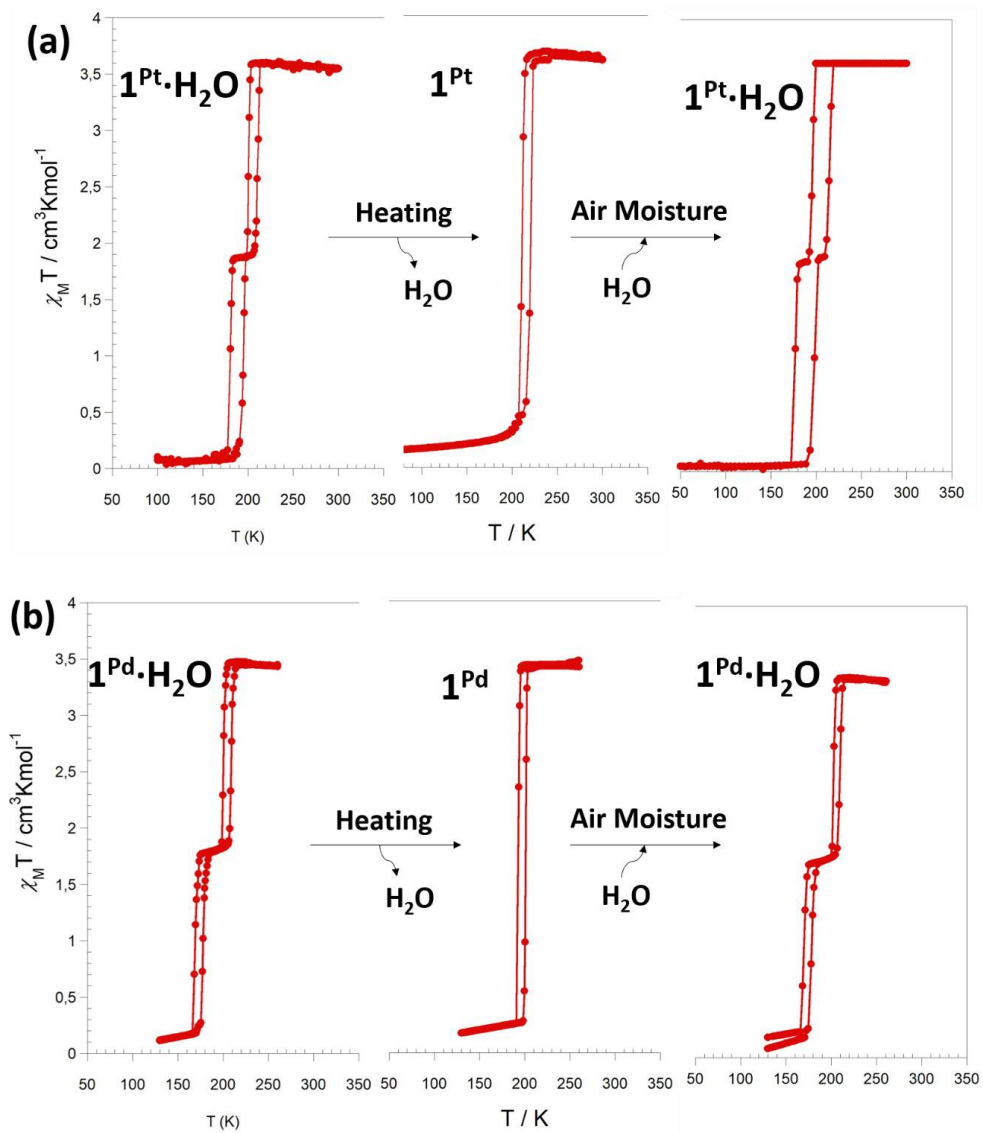 (a)
4
3,5
3
2,5
2
1,5
1
0,5
0
χMT / cm³Kmol⁻¹
1ᴾᵗ·H₂O
50 100 150 200 250 300 350
T (K)
Heating
H₂O
1ᴾᵗ
100 150 200 250 300 350
T / K
Air Moisture
H₂O
1ᴾᵗ·H₂O
50 100 150 200 250 300 350
(b)
4
3,5
3
2,5
2
1,5
1
0,5
0
χMT / cm³Kmol⁻¹
1ᴾᵈ·H₂O
50 100 150 200 250 300 350
T (K)
Heating
H₂O
1ᴾᵈ
50 100 150 200 250 300 350
T / K
Air Moisture
H₂O
1ᴾᵈ·H₂O
50 100 150 200 250 300 350